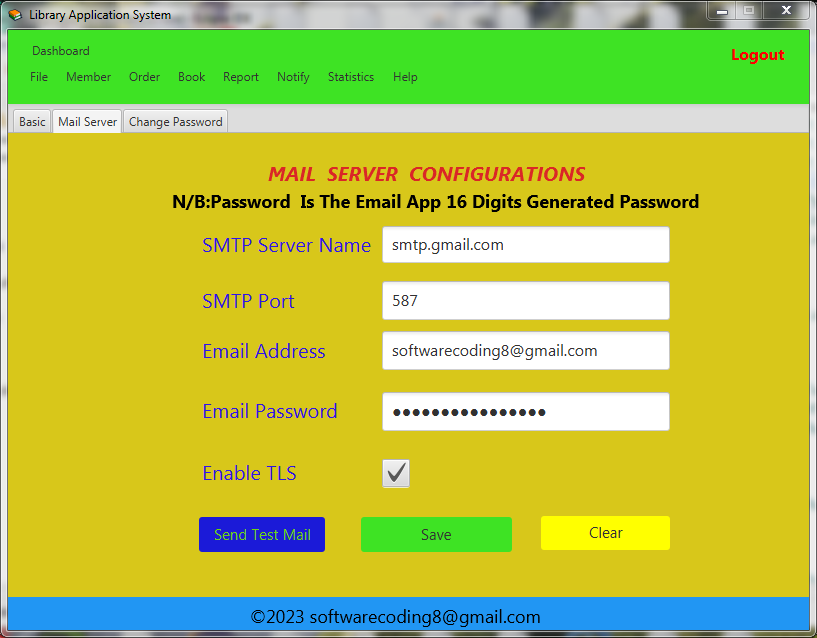 Library Application System
Dashboard
Logout
File Member Order Book Report Notify Statistics Help
Basic Mail Server Change Password
MAIL SERVER CONFIGURATIONS
N/B:Password Is The Email App 16 Digits Generated Password
SMTP Server Name smtp.gmail.com
SMTP Port 587
Email Address softwarecoding8@gmail.com
Email Password ●●●●●●●●●●●●●●●●
Enable TLS
Send Test Mail Save Clear
©2023 softwarecoding8@gmail.com